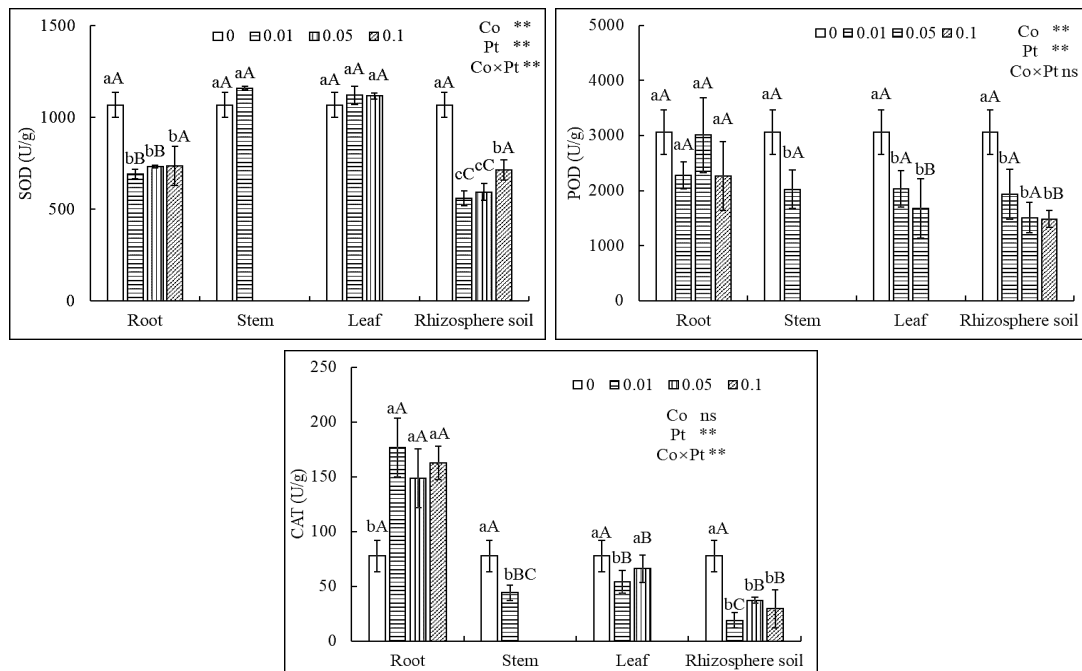 1500
1000
500
0
SOD (U/g)
0 0.01 0.05 0.1
Co **
Pt **
Co×Pt **
aA bB bB bA
aA aA
aA aA aA
aA cC cC bA
Root Stem Leaf Rhizosphere soil
5000
4000
3000
2000
1000
0
POD (U/g)
0 0.01 0.05 0.1
Co **
Pt **
Co×Pt ns
aA aA aA aA
aA bA
aA bA bB
aA bA bA bB
Root Stem Leaf Rhizosphere soil
250
200
150
100
50
0
CAT (U/g)
0 0.01 0.05 0.1
Co ns
Pt **
Co×Pt **
bA aA aA aA
aA bBC
aA bB aB
aA bC bB bB
Root Stem Leaf Rhizosphere soil